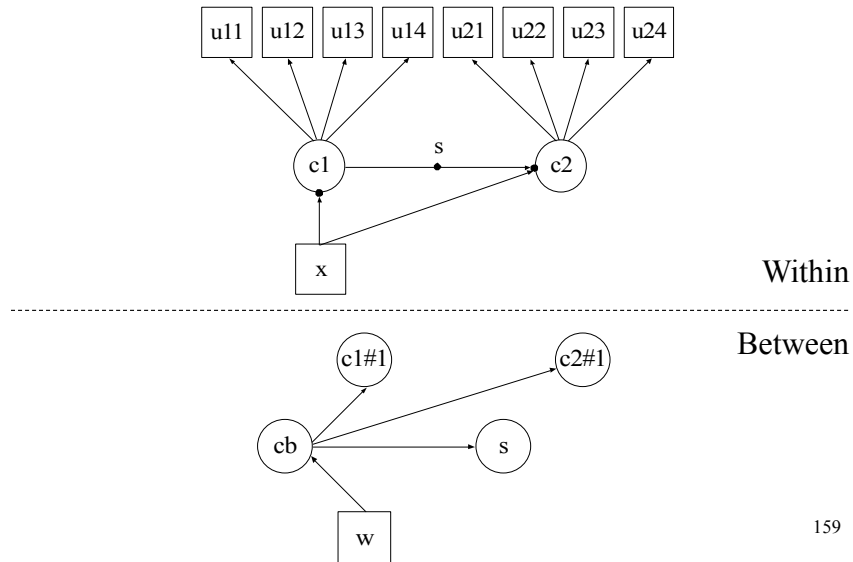 u11 u12 u13 u14 u21 u22 u23 u24
s
c1 c2
x
Within
Between
c1#1 c2#1
cb s
w
159